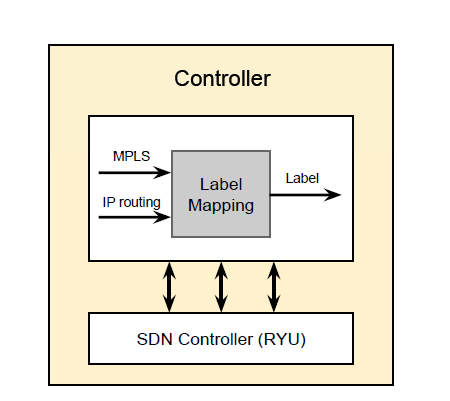 Controller
MPLS
IP routing
Label
Mapping
Label
SDN Controller (RYU)